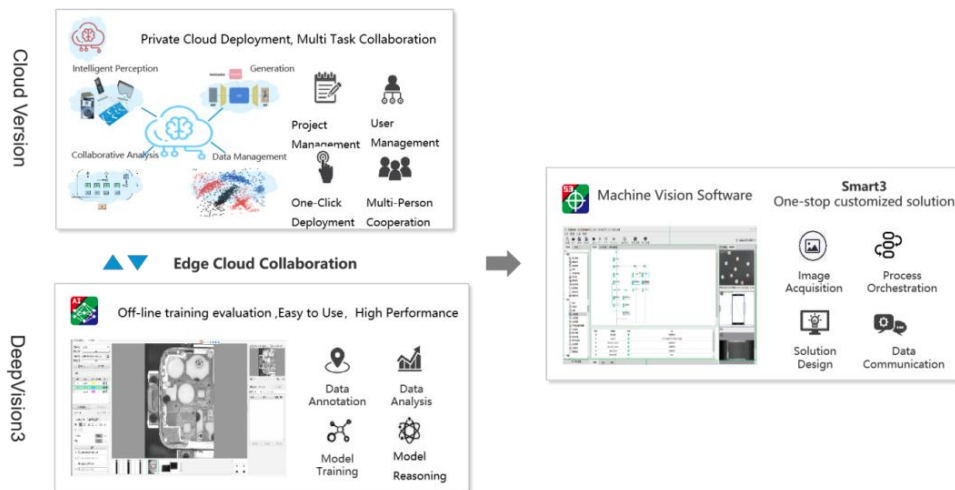 Cloud Version
Private Cloud Deployment, Multi Task Collaboration
Intelligent Perception
Generation
Collaborative Analysis
Data Management
Project
Management
User
Management
One-Click
Deployment
Multi-Person
Cooperation
Edge Cloud Collaboration
DeepVision3
AI
Off-line training evaluation ,Easy to Use, High Performance
Data
Annotation
Data
Analysis
Model
Training
Model
Reasoning
S3
Machine Vision Software
Smart3
One-stop customized solution
Image
Acquisition
Process
Orchestration
Solution
Design
Data
Communication